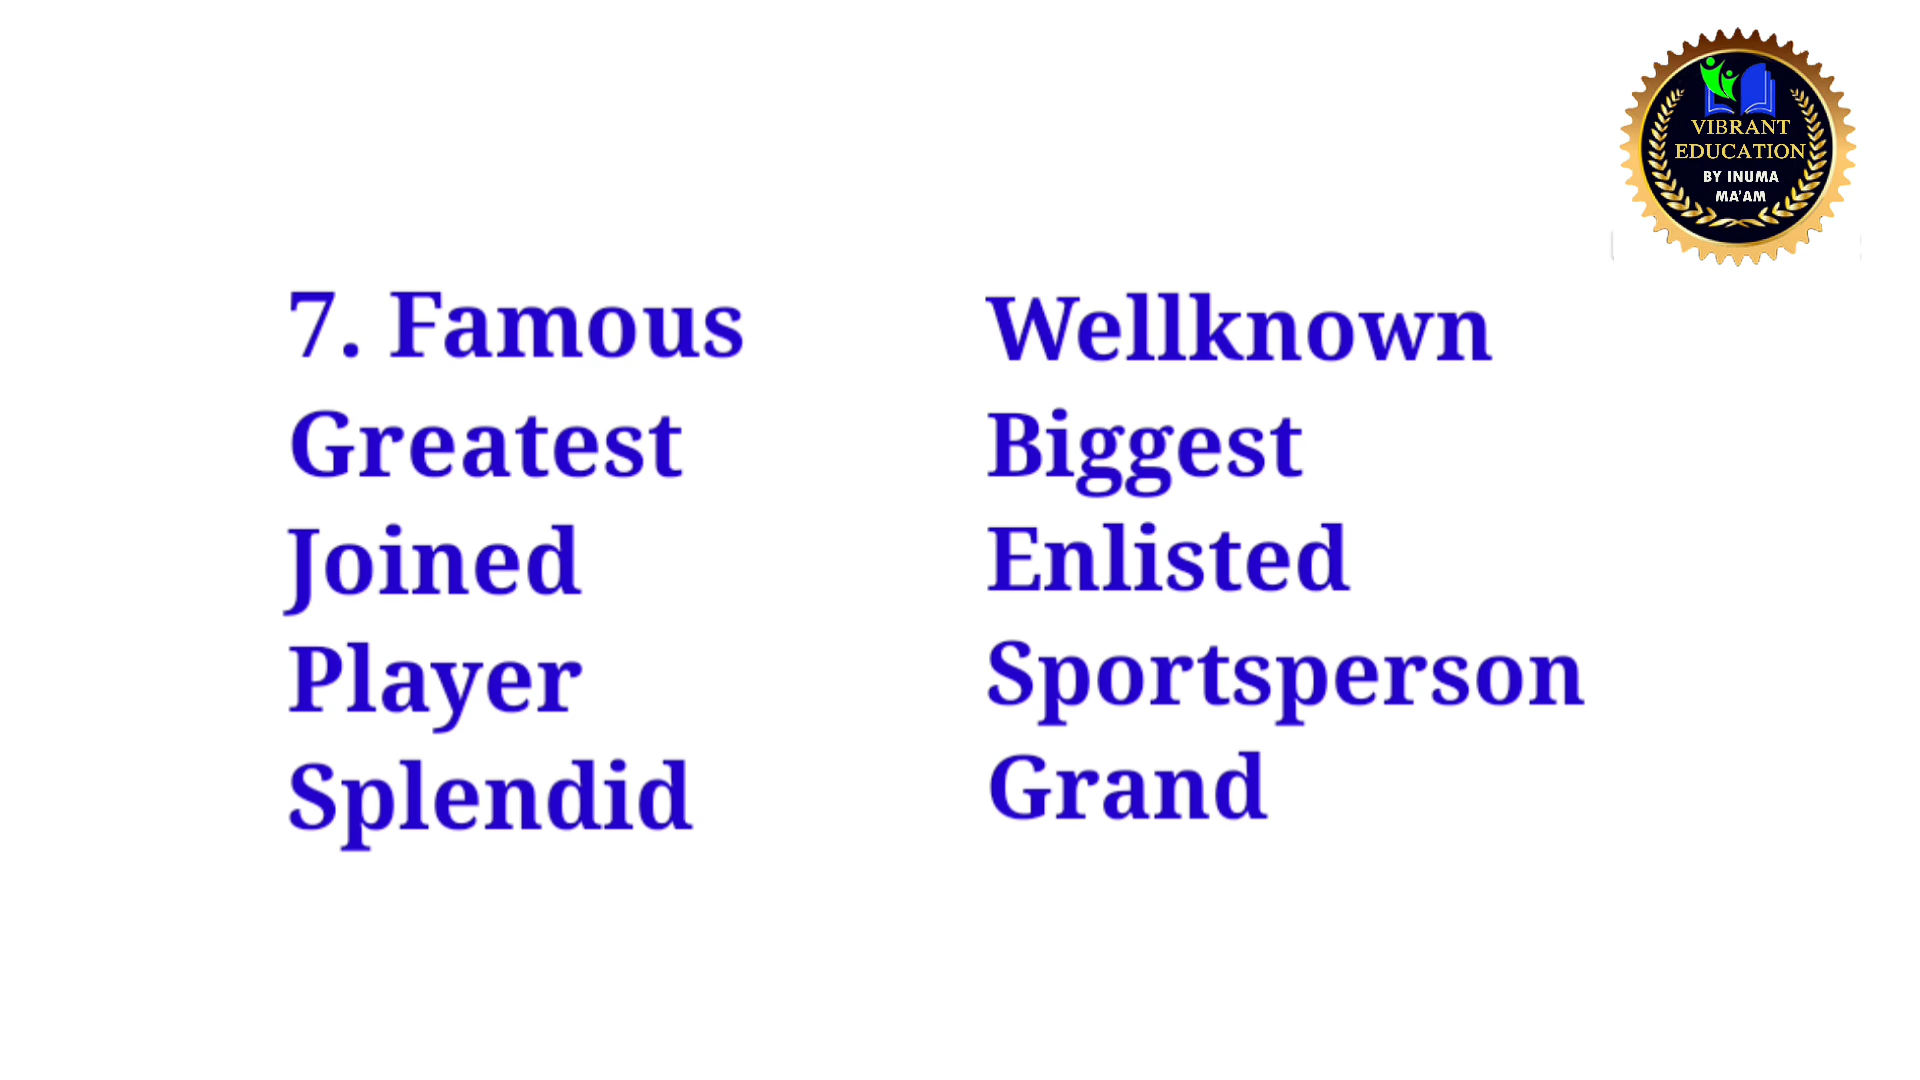 VIBRANT
EDUCATION
BY INUMA
MA'AM
7. Famous Wellknown
Greatest Biggest
Joined Enlisted
Player Sportsperson
Splendid Grand